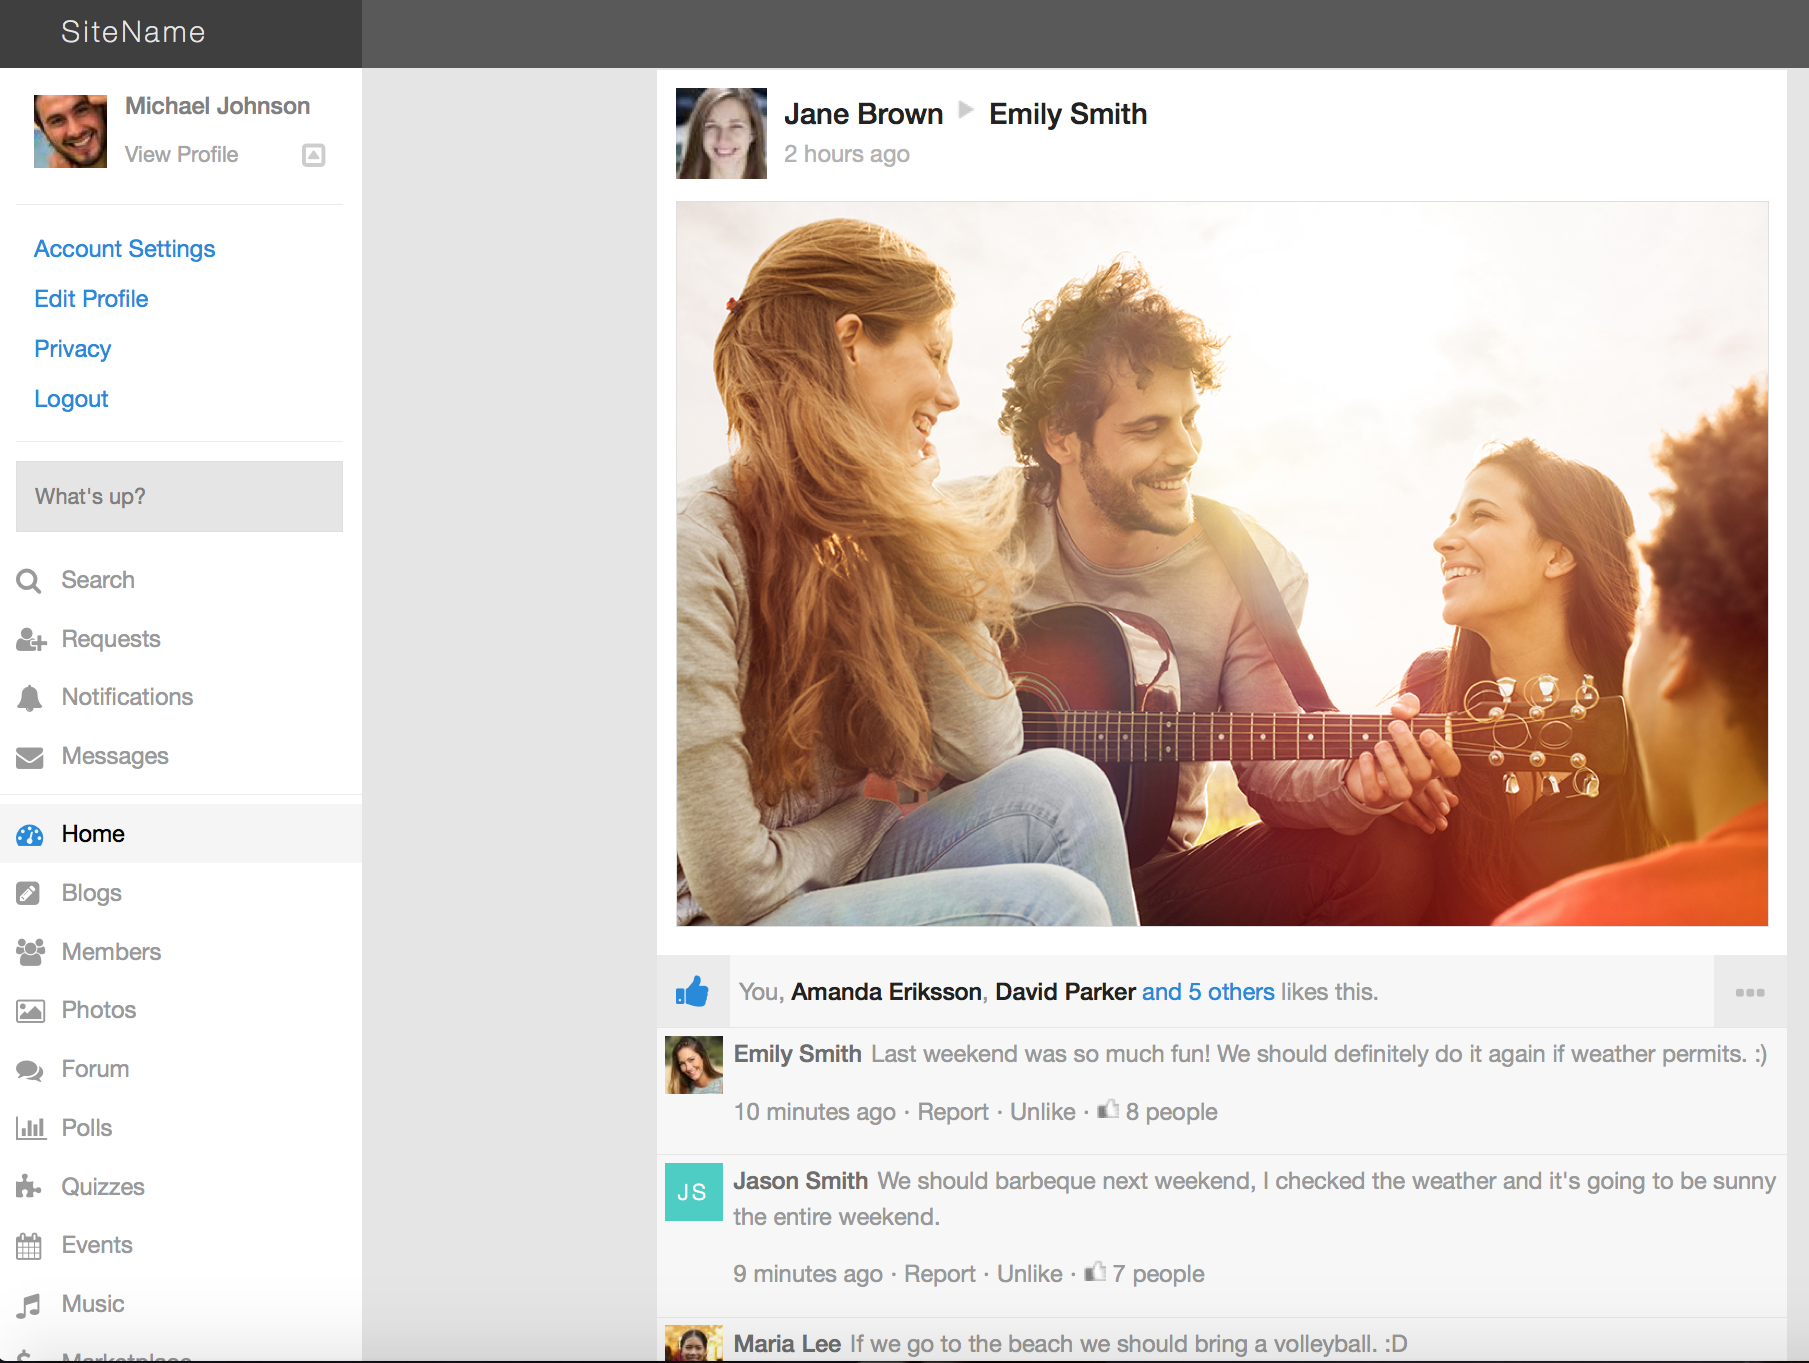 SiteName
Michael Johnson
View Profile
Account Settings
Edit Profile
Privacy
Logout
What's up?
Search
Requests
Notifications
Messages
Home
Blogs
Members
Photos
Forum
Polls
Quizzes
Events
Music
Marketplace
Jane Brown Emily Smith
2 hours ago
You, Amanda Eriksson, David Parker and 5 others likes this.
Emily Smith Last weekend was so much fun! We should definitely do it again if weather permits. :)
10 minutes ago · Report · Unlike · 8 people
JS
Jason Smith We should barbeque next weekend, I checked the weather and it's going to be sunny
the entire weekend.
9 minutes ago · Report · Unlike · 7 people
Maria Lee If we go to the beach we should bring a volleyball. :D